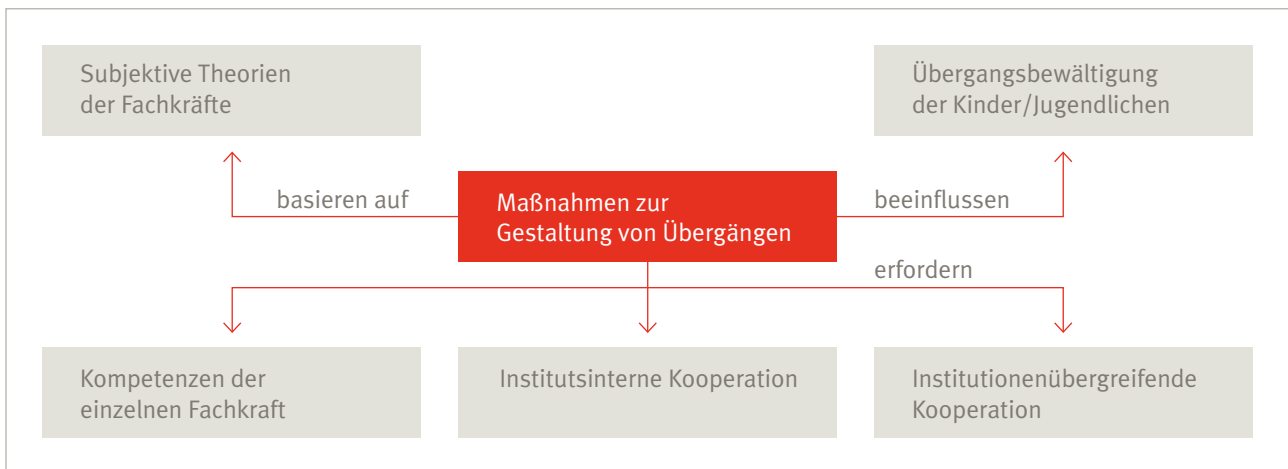 Subjektive Theorien
der Fachkräfte
Übergangsbewältigung
der Kinder/Jugendlichen
basieren auf
Maßnahmen zur
Gestaltung von Übergängen
beeinflussen
erfordern
Kompetenzen der
einzelnen Fachkraft
Institutsinterne Kooperation
Institutionenübergreifende
Kooperation